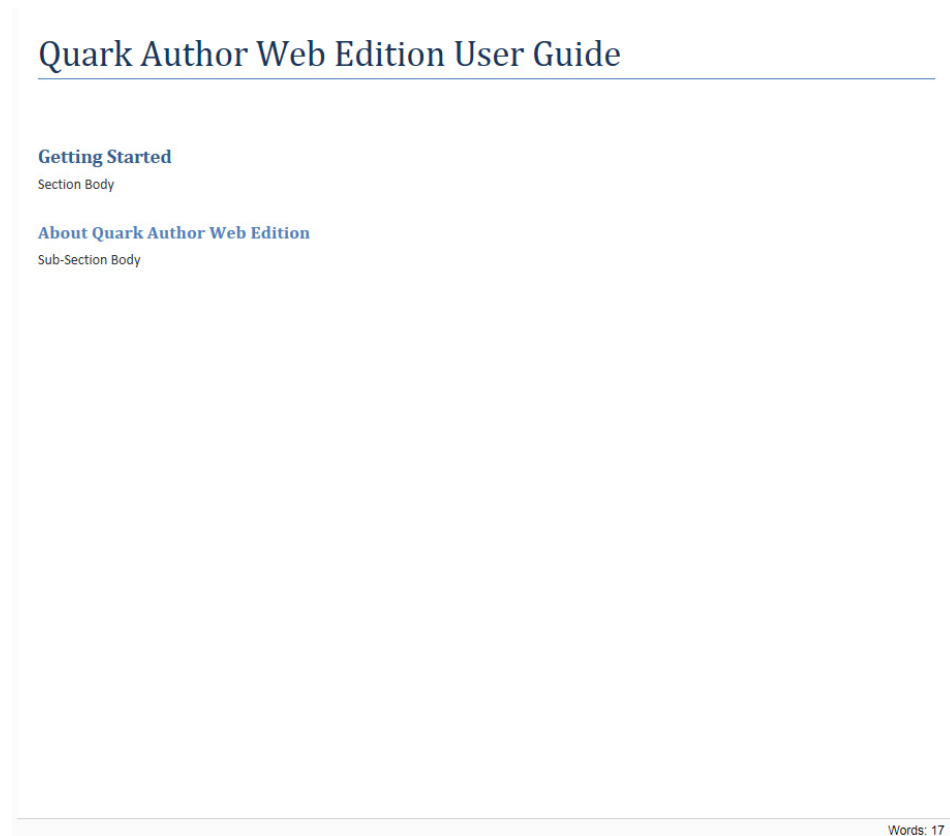 Quark Author Web Edition User Guide
Getting Started
Section Body
About Quark Author Web Edition
Sub-Section Body
Words: 17